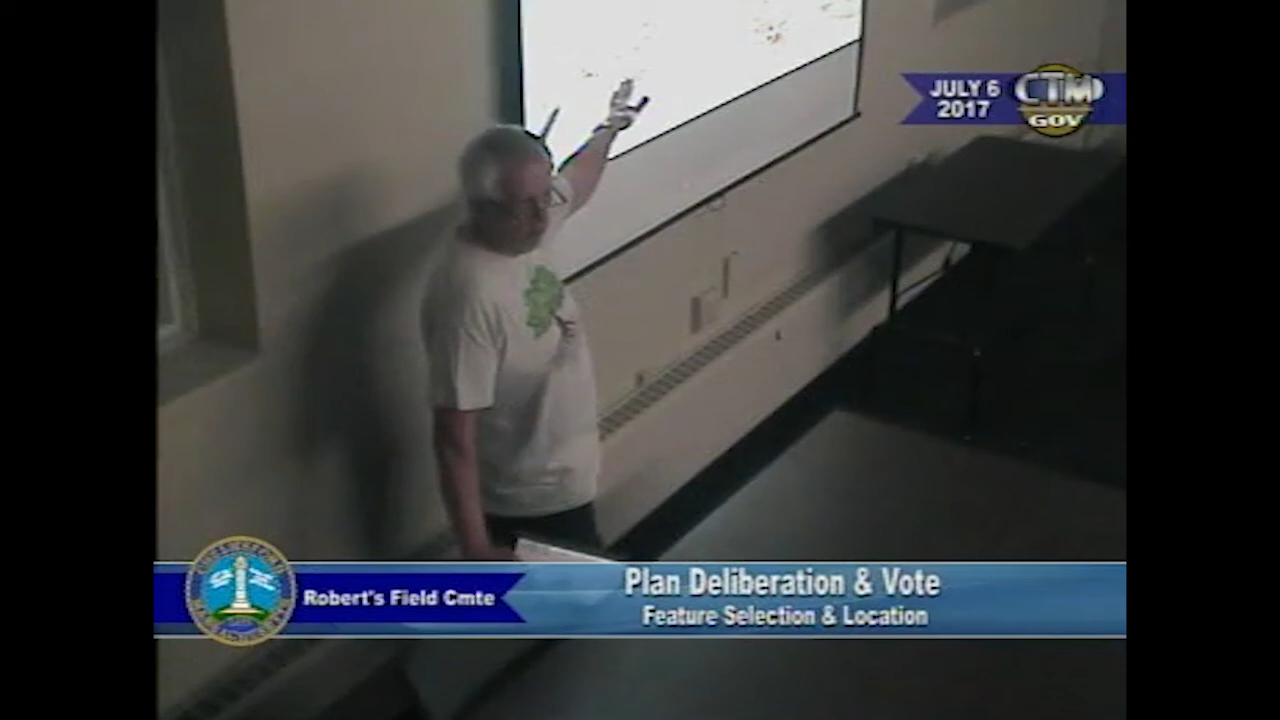 JULY 6
2017
CTM
GOV
Robert's Field Cmte
Plan Deliberation & Vote
Feature Selection & Location